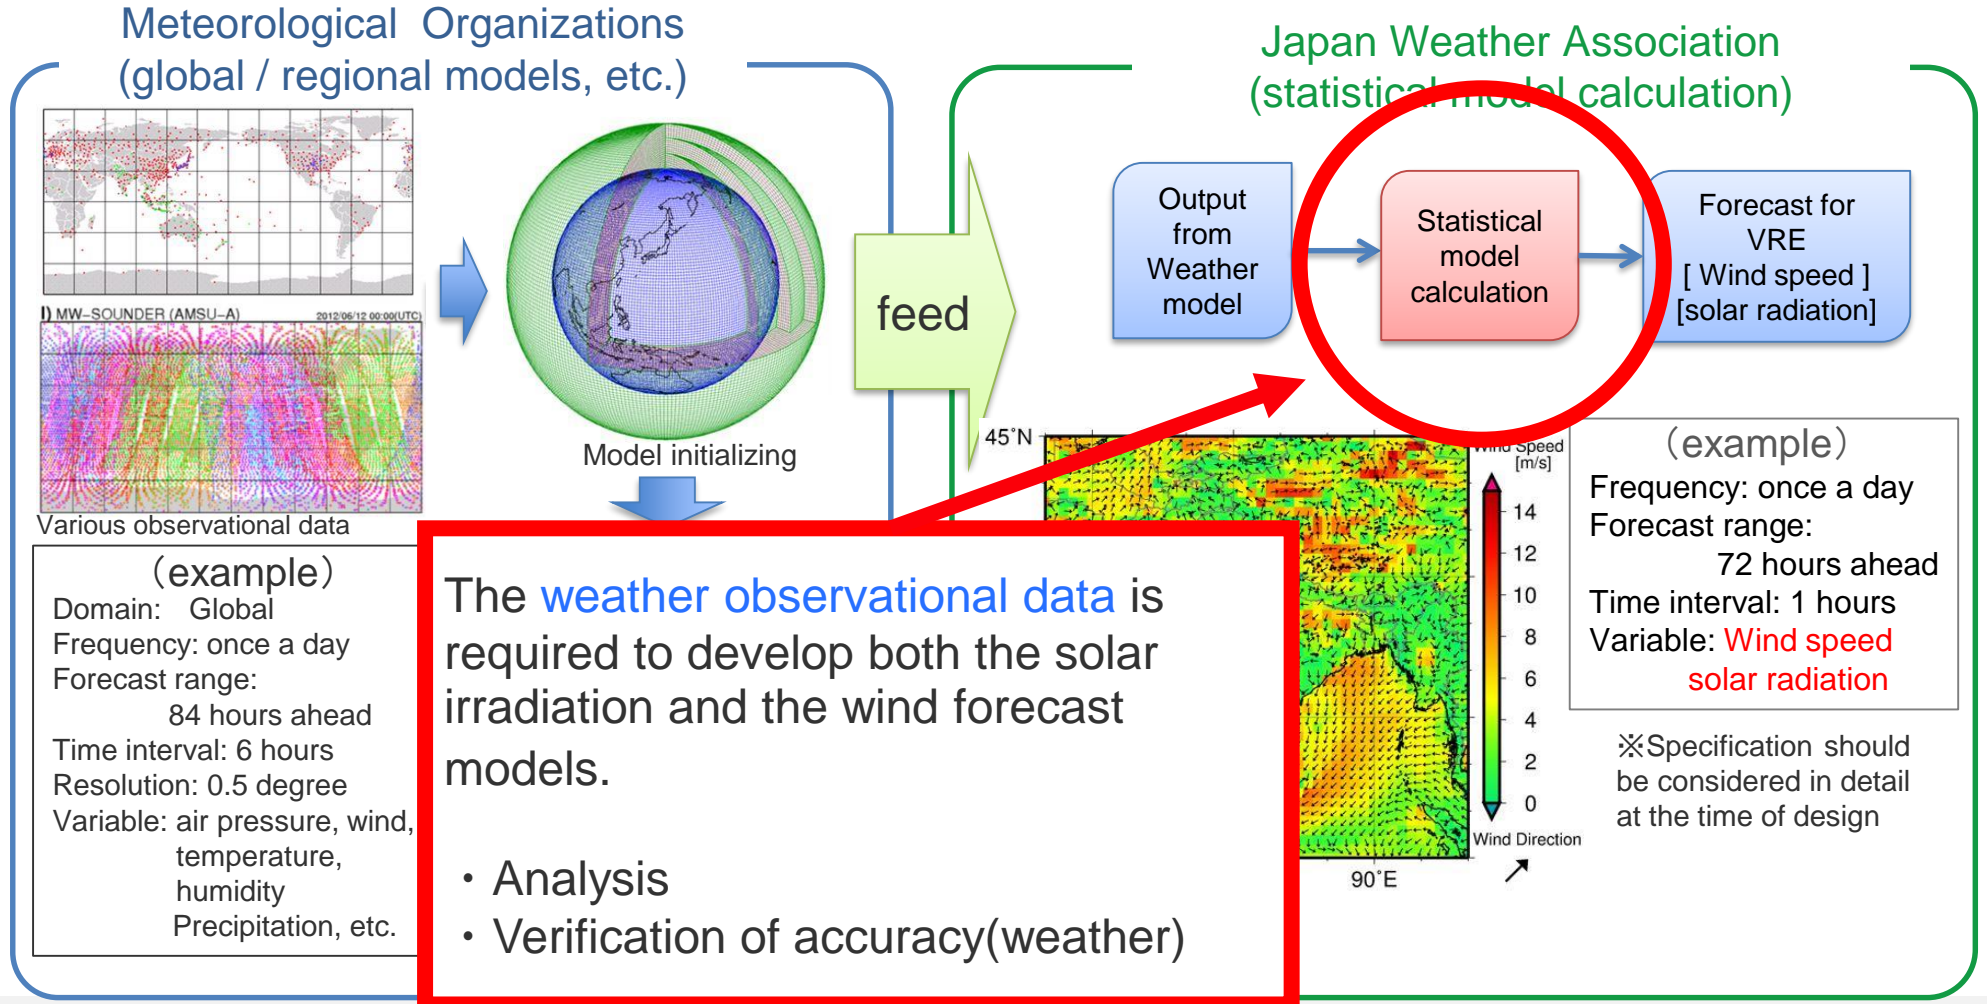 Meteorological Organizations
(global / regional models, etc.)
I) MW-SOUNDER (AMSU-A) 2012/06/12 00:00(UTC)
Various observational data
Model initializing
（example）
Domain: Global
Frequency: once a day
Forecast range:
84 hours ahead
Time interval: 6 hours
Resolution: 0.5 degree
Variable: air pressure, wind,
temperature,
humidity
Precipitation, etc.
feed
Japan Weather Association
(statistical model calculation)
Output
from
Weather
model
Statistical
model
calculation
Forecast for
VRE
[ Wind speed ]
[solar radiation]
45°N
90°E
Wind Speed
[m/s]
14
12
10
8
6
4
2
0
Wind Direction
（example）
Frequency: once a day
Forecast range:
72 hours ahead
Time interval: 1 hours
Variable: Wind speed
solar radiation
※Specification should
be considered in detail
at the time of design
The weather observational data is
required to develop both the solar
irradiation and the wind forecast
models.
・Analysis
・Verification of accuracy(weather)